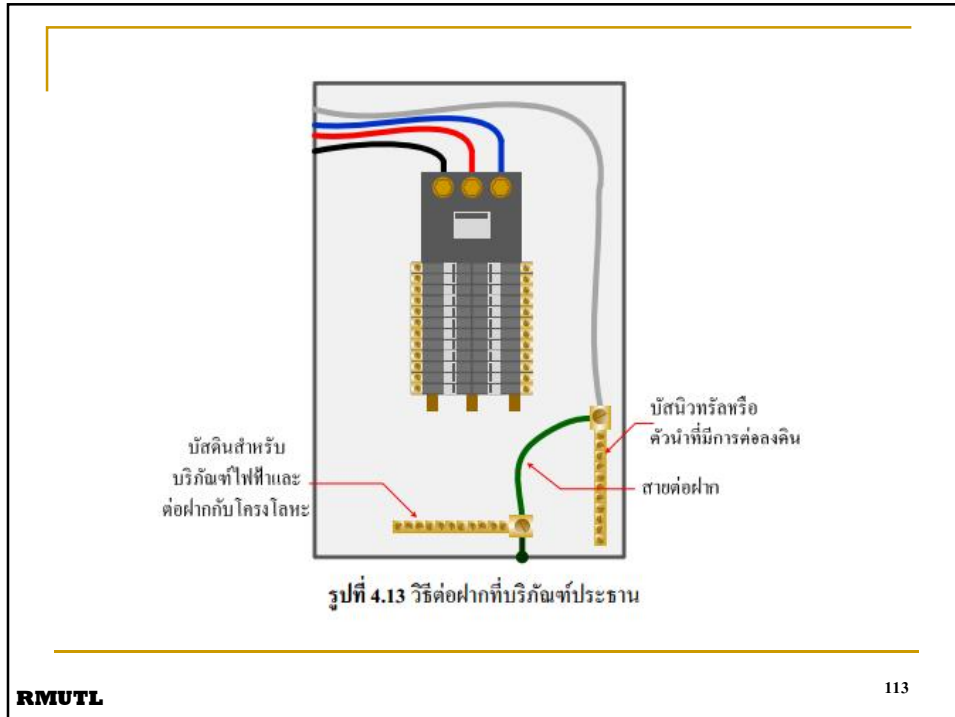 บัสดินสำหรับ
บริภัณฑ์ไฟฟ้าและ
ต่อฝากกับโครงโลหะ
บัสนิวทรัลหรือ
ตัวนำที่มีการต่อลงดิน
สายต่อฝาก
รูปที่ 4.13 วิธีต่อฝากที่บริภัณฑ์ประธาน
RMUTL
113